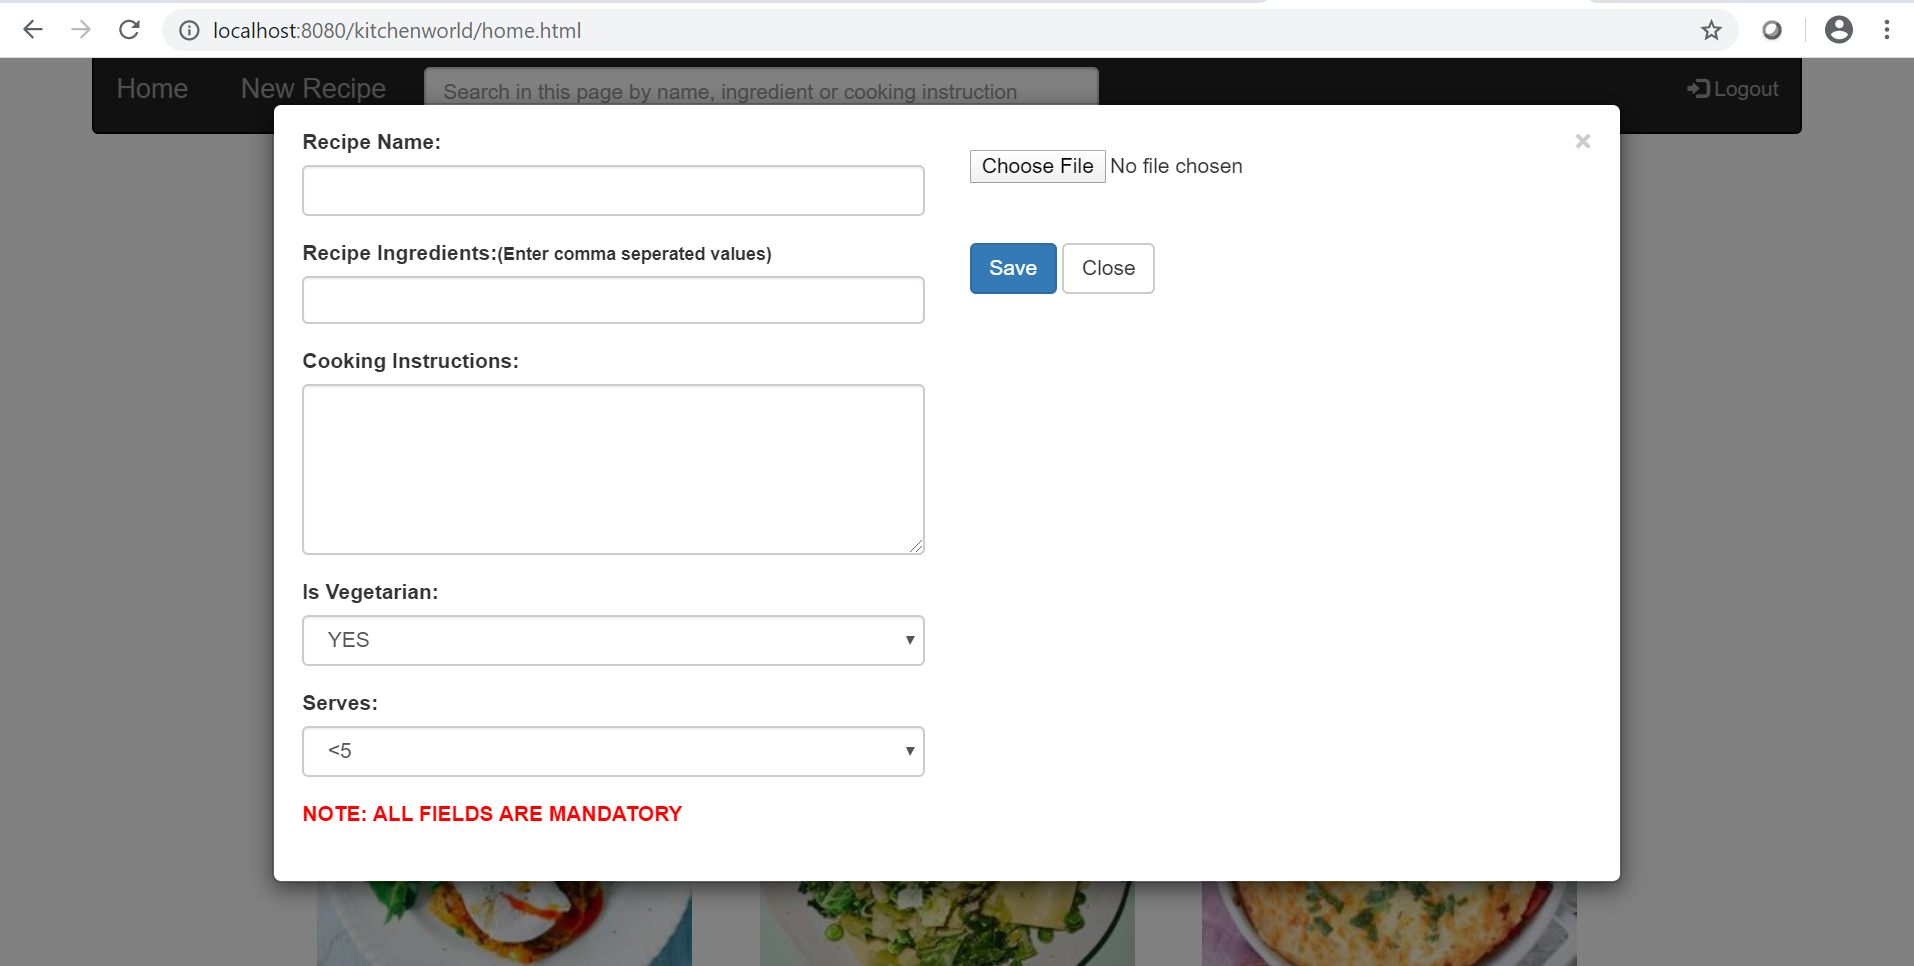 localhost:8080/kitchenworld/home.html
Home New Recipe Search in this page by name, ingredient or cooking instruction Logout
×
Recipe Name:
Choose File No file chosen
Recipe Ingredients:(Enter comma seperated values)
Save Close
Cooking Instructions:
Is Vegetarian:
YES
Serves:
<5
NOTE: ALL FIELDS ARE MANDATORY